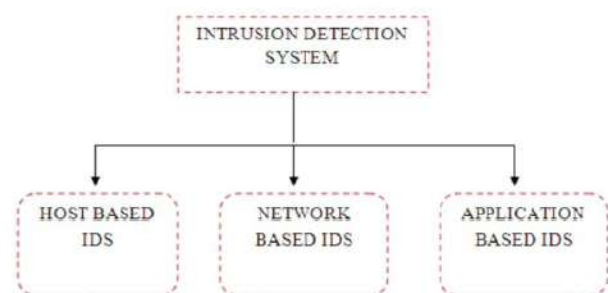 INTRUSION DETECTION
SYSTEM
HOST BASED
IDS
NETWORK
BASED IDS
APPLICATION
BASED IDS